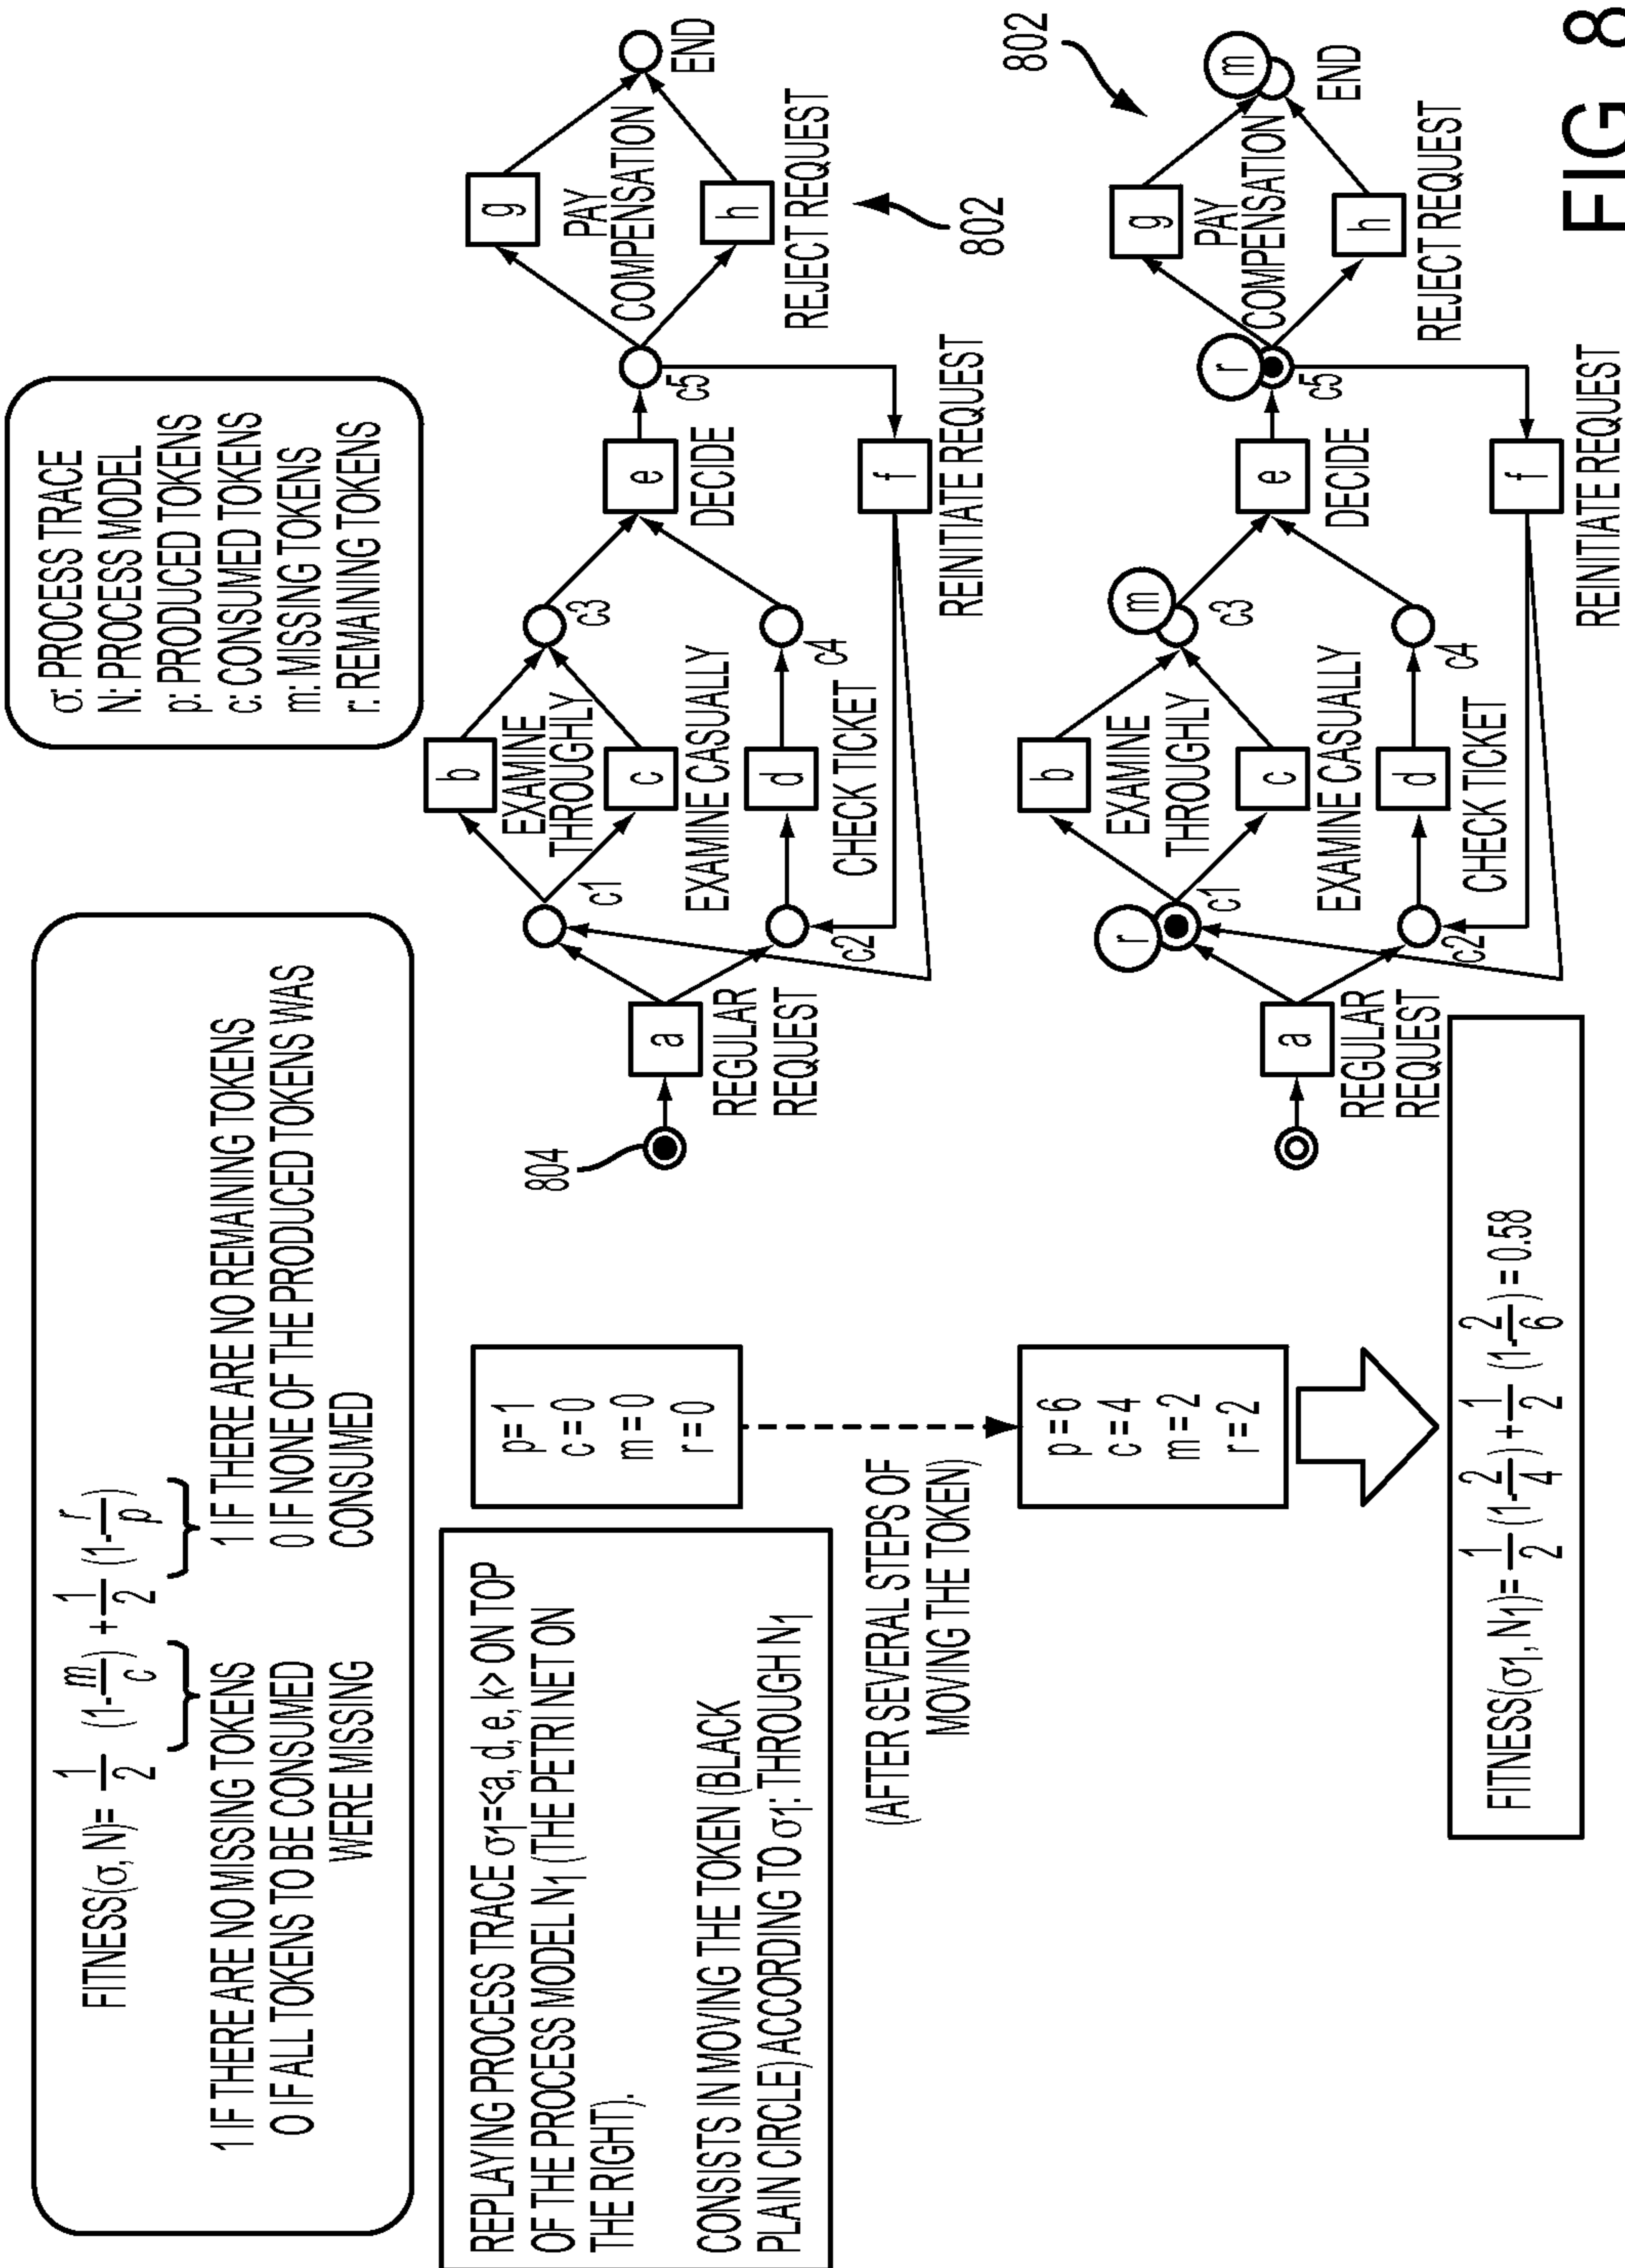 FITNESS(σ, N)= 1/2 (1-m/c) + 1/2 (1-r/p)
1 IF THERE ARE NO MISSING TOKENS
0 IF ALL TOKENS TO BE CONSUMED
WERE MISSING
1 IF THERE ARE NO REMAINING TOKENS
0 IF NONE OF THE PRODUCED TOKENS WAS
CONSUMED
σ: PROCESS TRACE
N: PROCESS MODEL
p: PRODUCED TOKENS
c: CONSUMED TOKENS
m: MISSING TOKENS
r: REMAINING TOKENS
REPLAYING PROCESS TRACE σ1=<a, d, e, k> ON TOP
OF THE PROCESS MODEL N1 (THE PETRI NET ON
THE RIGHT).
CONSISTS IN MOVING THE TOKEN (BLACK
PLAIN CIRCLE) ACCORDING TO σ1: THROUGH N1
p=1
c = 0
m = 0
r = 0
(AFTER SEVERAL STEPS OF
MOVING THE TOKEN)
p=6
c = 4
m = 2
r = 2
FITNESS(σ1, N1)= 1/2 (1-2/4) + 1/2 (1-2/6) = 0.58
804
a
REGULAR
REQUEST
c1
c2
b
EXAMINE
THROUGHLY
c
EXAMINE CASUALLY
d
CHECK TICKET
c3
c4
e
DECIDE
f
REINITIATE REQUEST
c5
g
PAY
COMPENSATION
h
REJECT REQUEST
END
802
a
REGULAR
REQUEST
r
c1
c2
b
EXAMINE
THROUGHLY
c
EXAMINE CASUALLY
d
CHECK TICKET
m
c3
c4
e
DECIDE
f
REINITIATE REQUEST
r
c5
g
PAY
COMPENSATION
h
REJECT REQUEST
m
END
802
FIG. 8